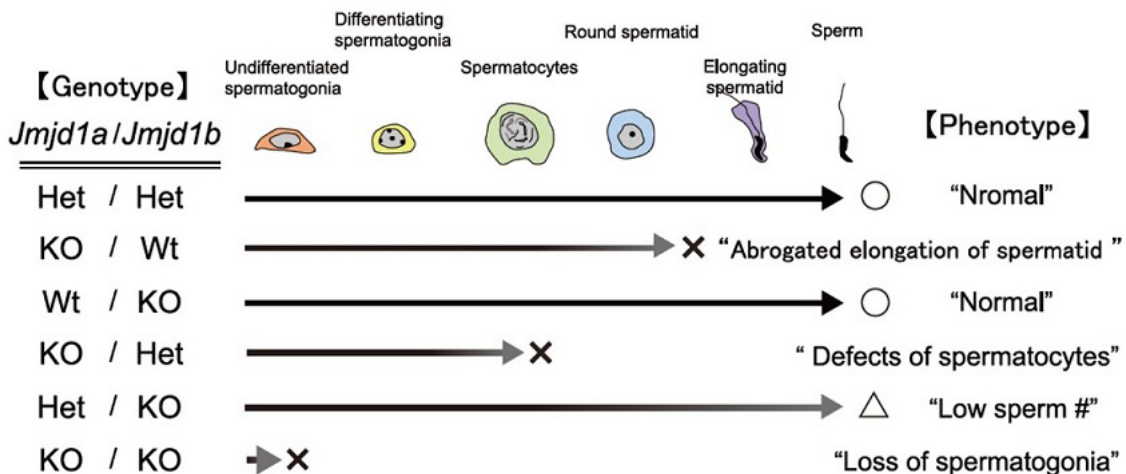 Differentiating
spermatogonia
Round spermatid
Sperm
Undifferentiated
spermatogonia
Spermatocytes
Elongating
spermatid
【Genotype】
Jmjd1a / Jmjd1b
【Phenotype】
Het / Het ○ “Nromal”
KO / Wt × “Abrogated elongation of spermatid ”
Wt / KO ○ “Normal”
KO / Het × “ Defects of spermatocytes”
Het / KO △ “Low sperm #”
KO / KO × “Loss of spermatogonia”